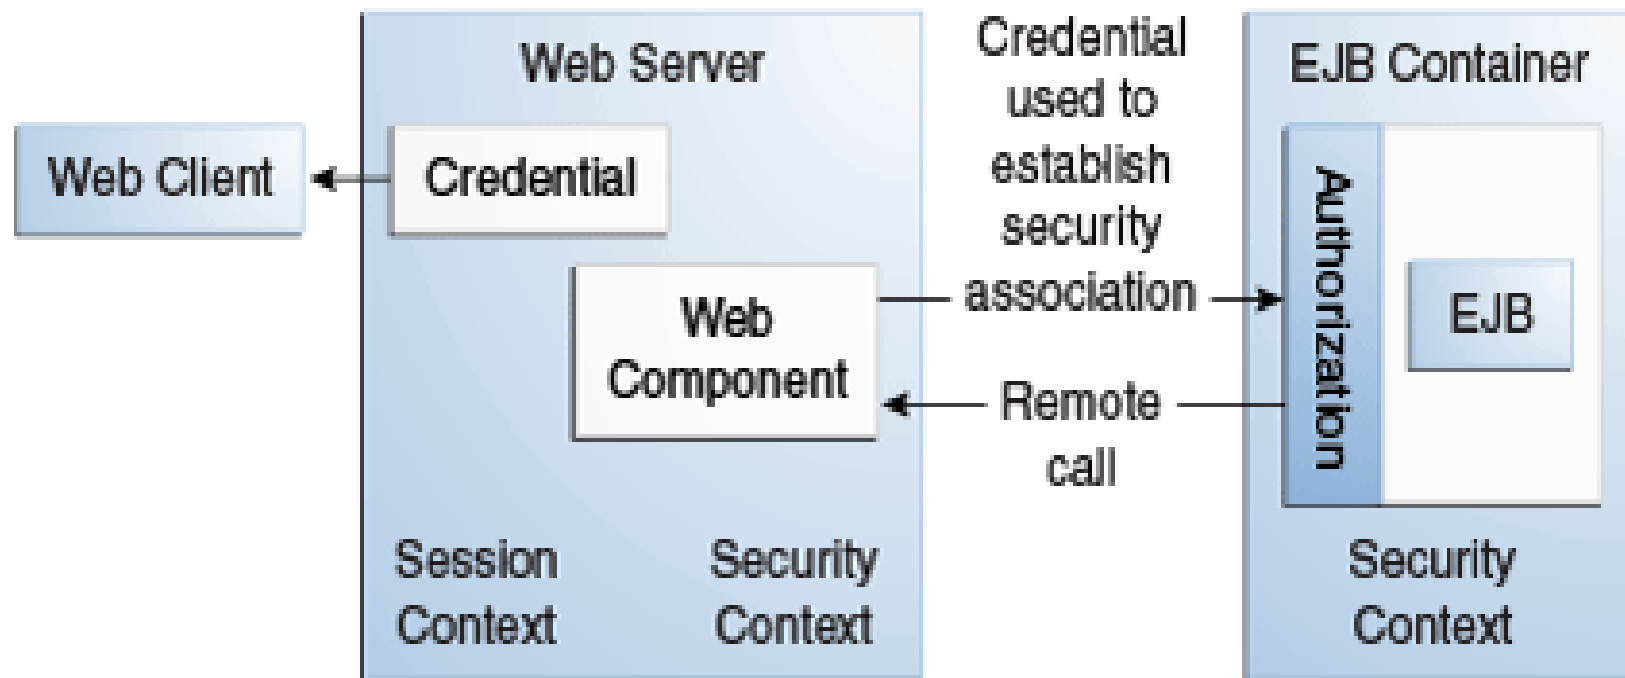 Web Server
Web Client
Credential
Web
Component
Session
Context
Security
Context
Credential
used to
establish
security
association
Remote
call
EJB Container
Authorization
EJB
Security
Context